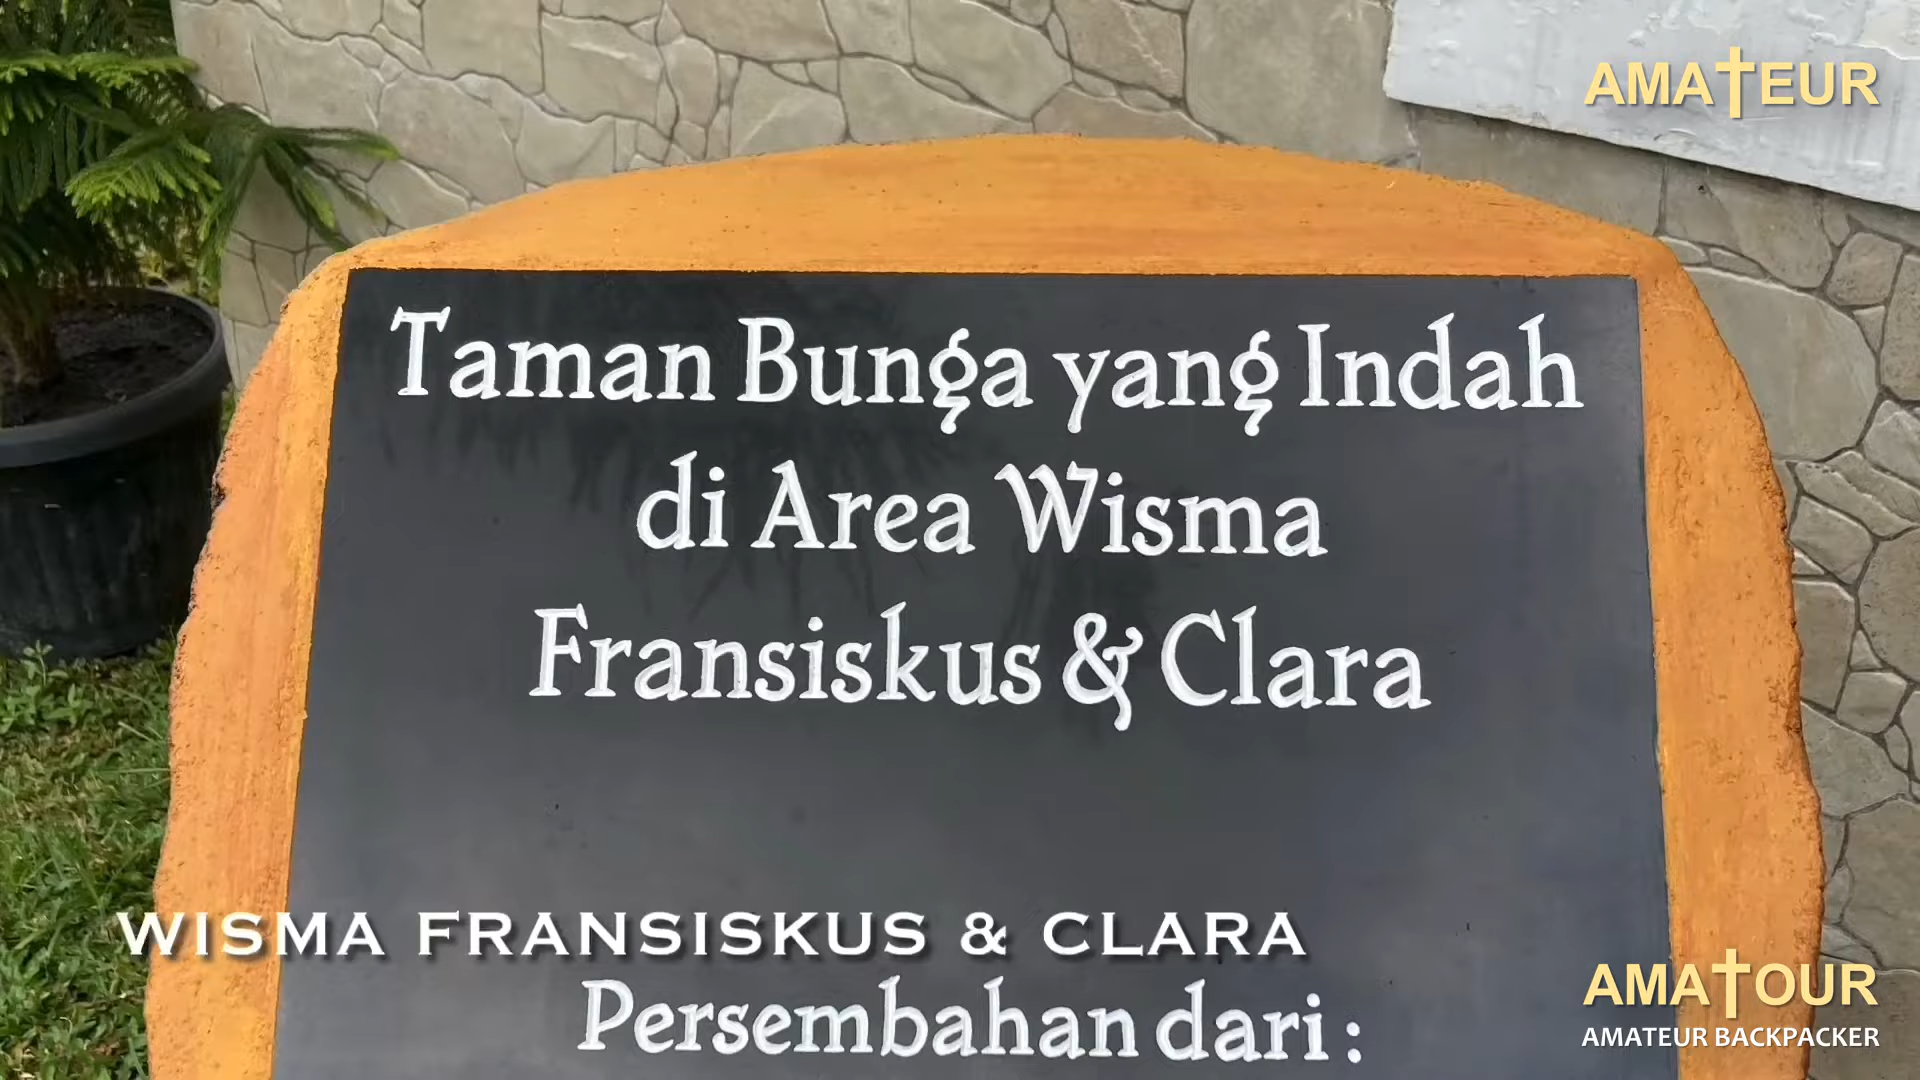 AMATEUR
Taman Bunga yang Indah
di Area Wisma
Fransiskus & Clara
WISMA FRANSISKUS & CLARA
Persembahan dari :
AMATOUR
AMATEUR BACKPACKER